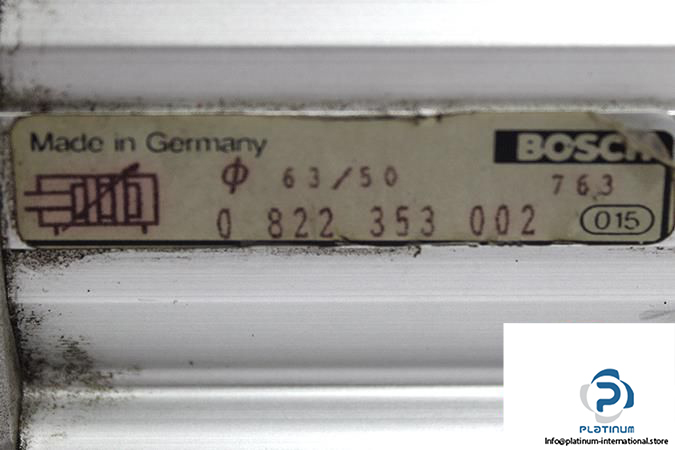 Made in Germany
BOSCH
Φ 63/50
763
0 822 353 002
015
PLATINUM
Info@platinum-international.store